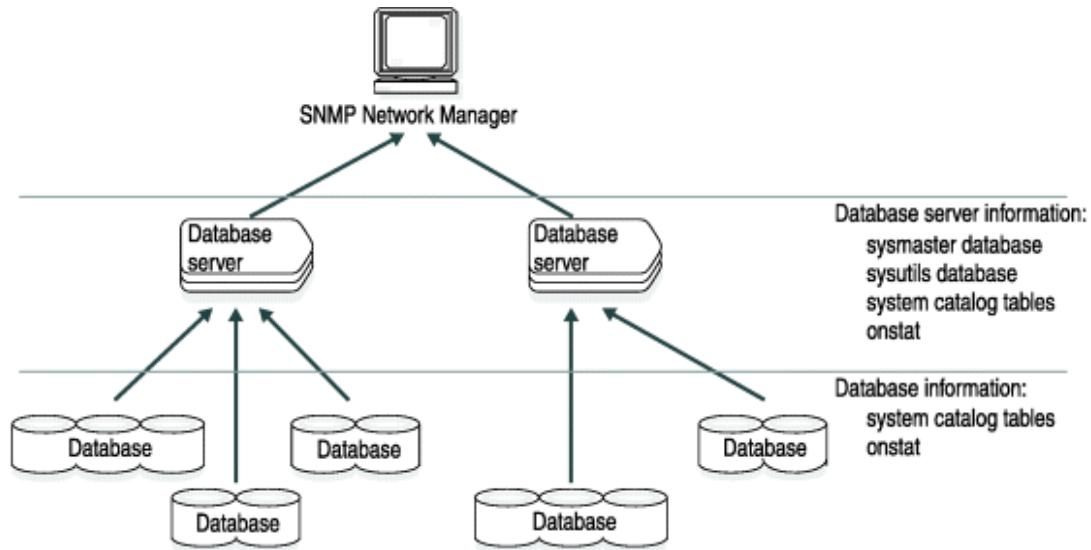 SNMP Network Manager
Database
server
Database
server
Database server information:
sysmaster database
sysutils database
system catalog tables
onstat
Database information:
system catalog tables
onstat
Database
Database
Database
Database
Database